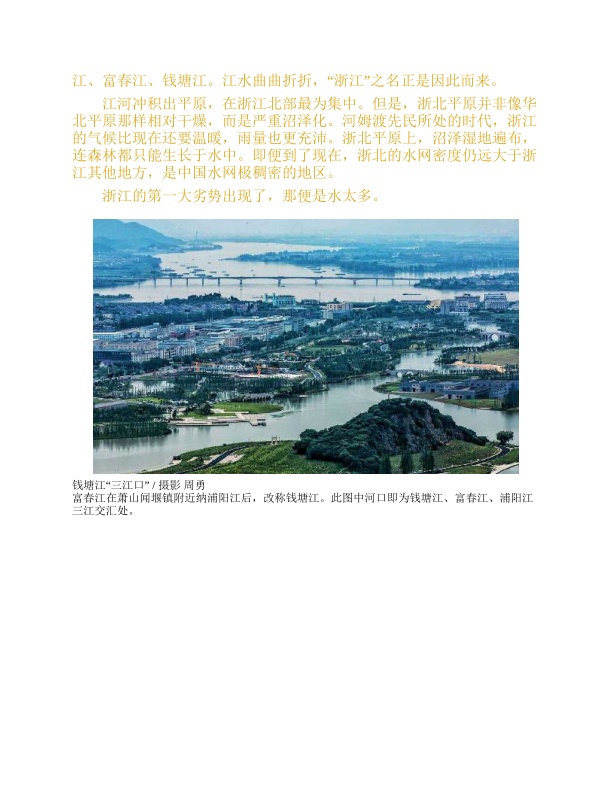 江、富春江、钱塘江。江水曲曲折折，“浙江”之名正是因此而来。
江河冲积出平原，在浙江北部最为集中。但是，浙北平原并非像华
北平原那样相对干燥，而是严重沼泽化。河姆渡先民所处的时代，浙江
的气候比现在还要温暖，雨量也更充沛。浙北平原上，沼泽湿地遍布，
连森林都只能生长于水中。即便到了现在，浙北的水网密度仍远大于浙
江其他地方，是中国水网极稠密的地区。
浙江的第一大劣势出现了，那便是水太多。
钱塘江“三江口” / 摄影 周勇
富春江在萧山闻堰镇附近纳浦阳江后，改称钱塘江。此图中河口即为钱塘江、富春江、浦阳江
三江交汇处。